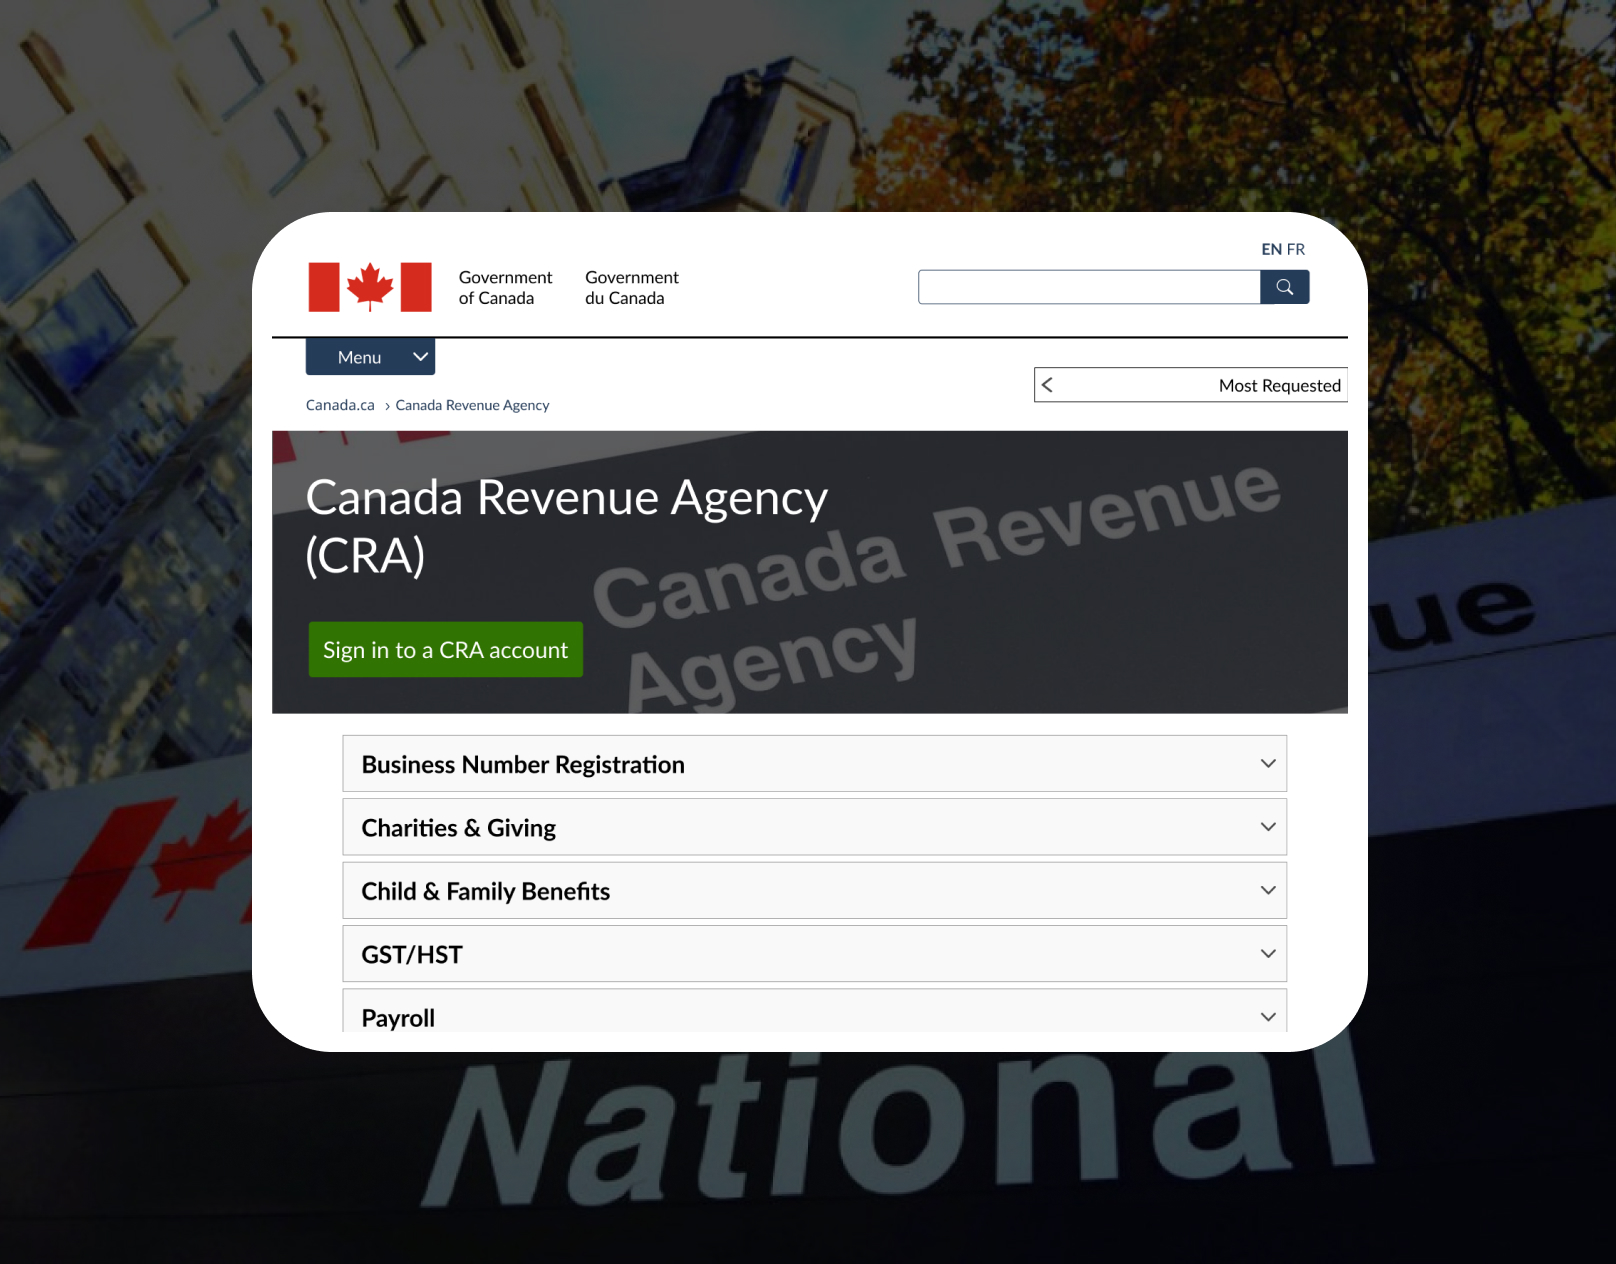 EN FR
Government
of Canada
Government
du Canada
Menu
Most Requested
Canada.ca › Canada Revenue Agency
Canada Revenue Agency
(CRA)
Canada Revenue
Agency
Sign in to a CRA account
Business Number Registration
Charities & Giving
Child & Family Benefits
GST/HST
Payroll
ue
National